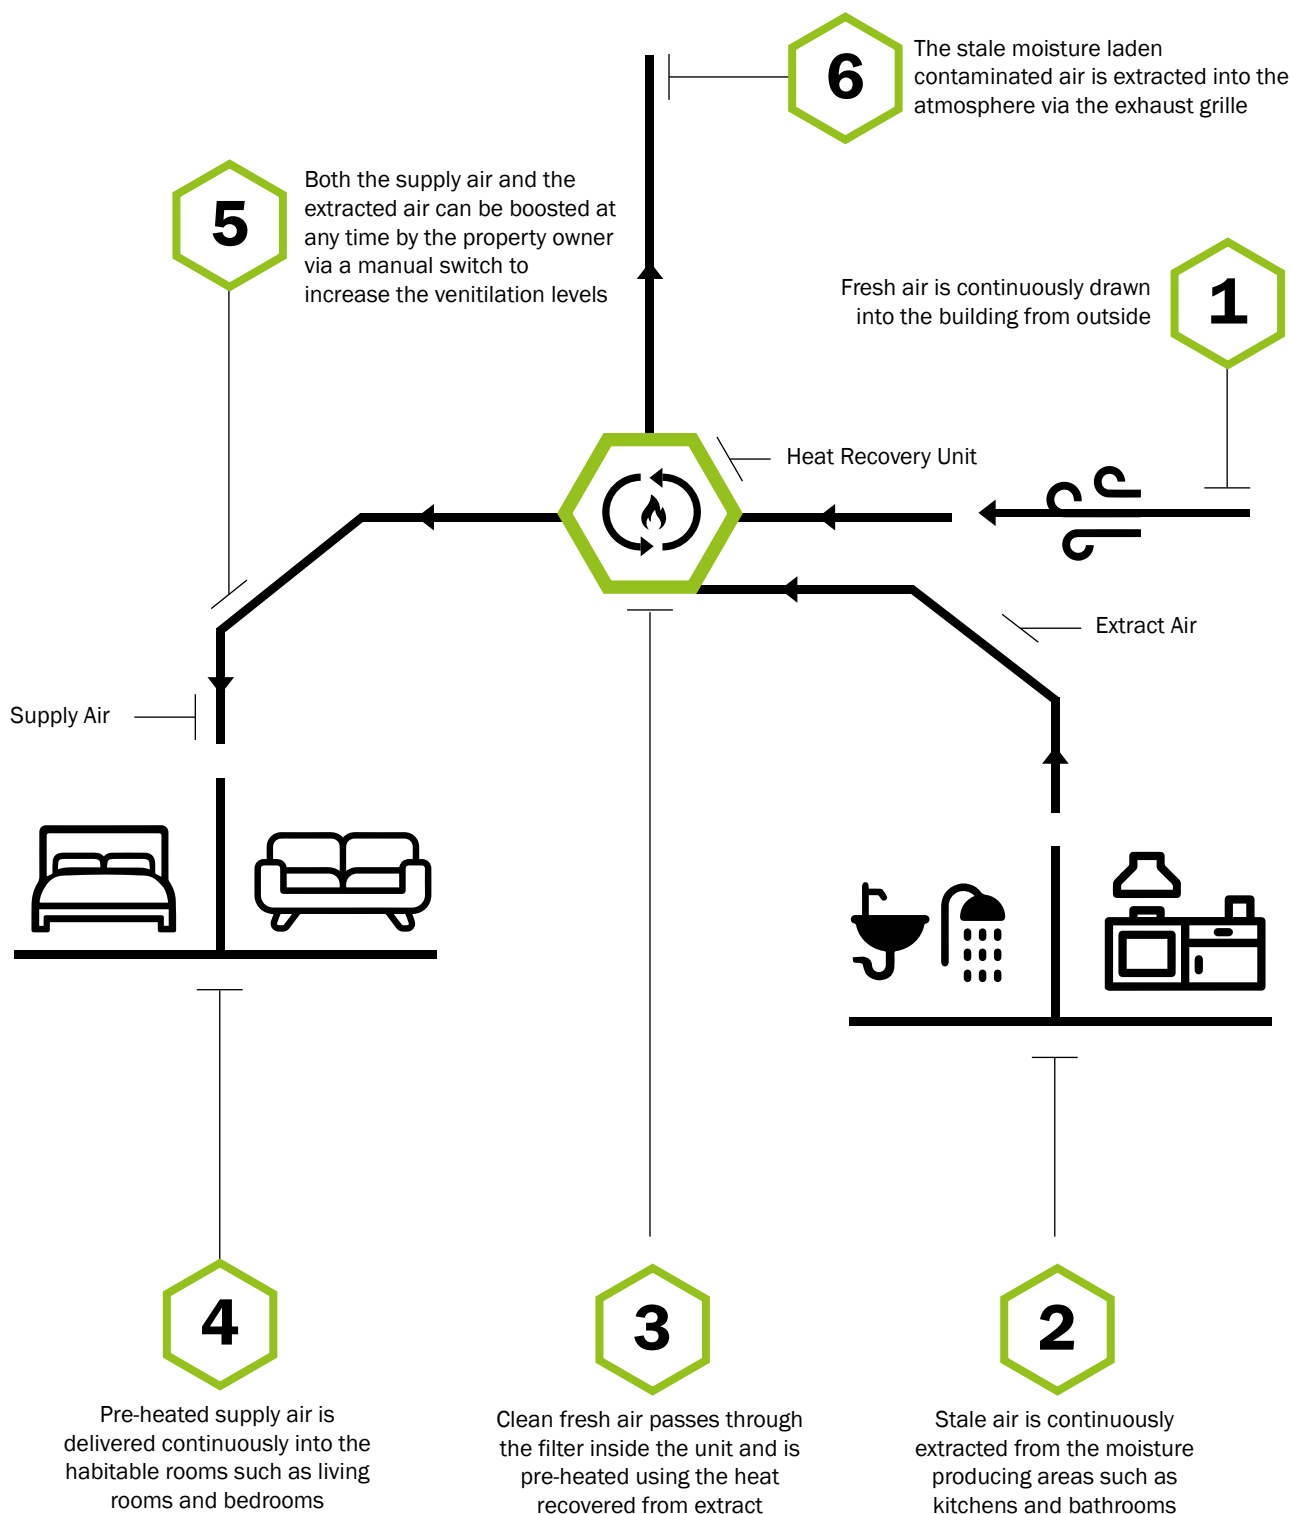 6
The stale moisture laden
contaminated air is extracted into the
atmosphere via the exhaust grille
5
Both the supply air and the
extracted air can be boosted at
any time by the property owner
via a manual switch to
increase the venitilation levels
1
Fresh air is continuously drawn
into the building from outside
Heat Recovery Unit
Extract Air
Supply Air
4
Pre-heated supply air is
delivered continuously into the
habitable rooms such as living
rooms and bedrooms
3
Clean fresh air passes through
the filter inside the unit and is
pre-heated using the heat
recovered from extract
2
Stale air is continuously
extracted from the moisture
producing areas such as
kitchens and bathrooms